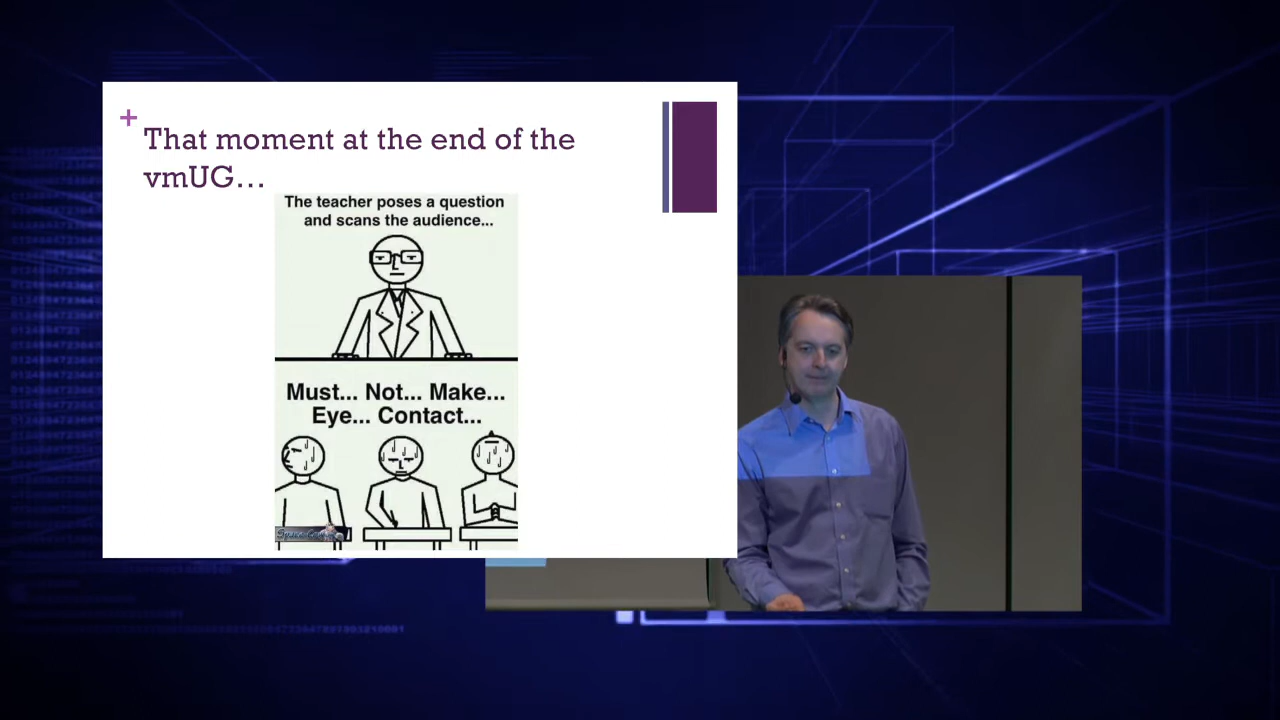 +
That moment at the end of the
vmUG...
The teacher poses a question
and scans the audience...
Must... Not... Make...
Eye... Contact...